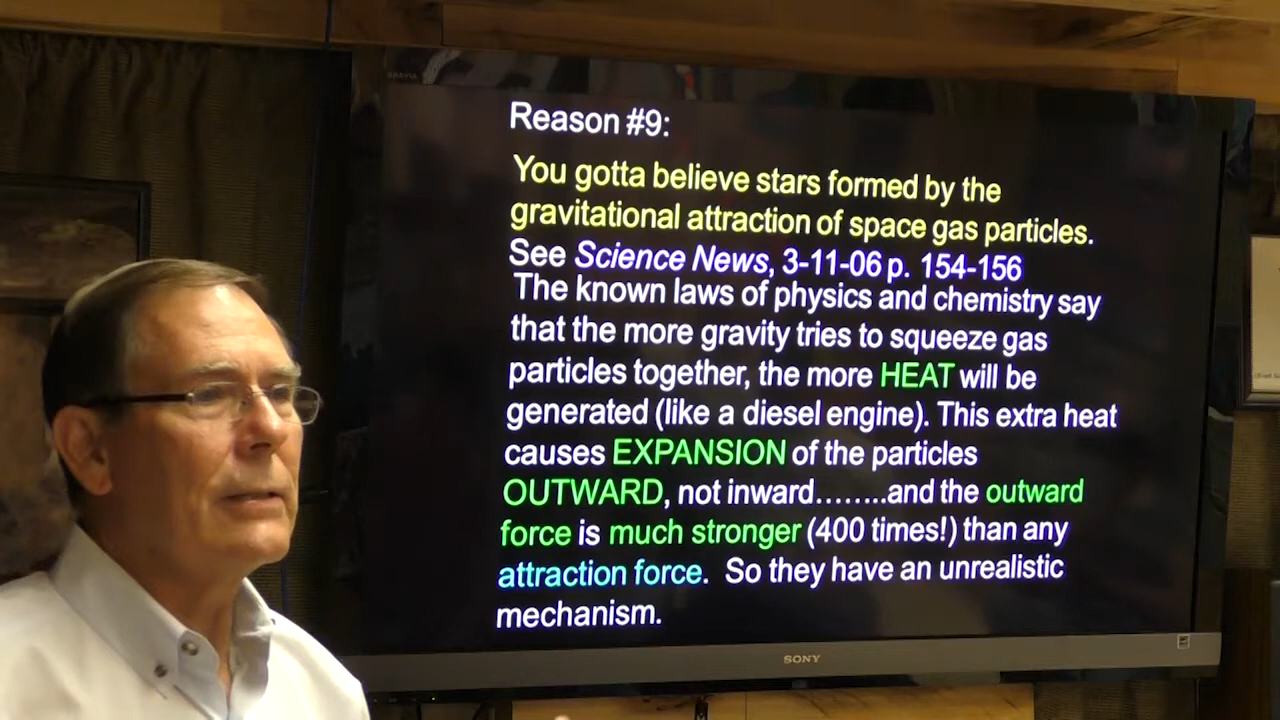 BRAVIA
Reason #9:
You gotta believe stars formed by the
gravitational attraction of space gas particles.
See Science News, 3-11-06 p. 154-156
The known laws of physics and chemistry say
that the more gravity tries to squeeze gas
particles together, the more HEAT will be
generated (like a diesel engine). This extra heat
causes EXPANSION of the particles
OUTWARD, not inward........and the outward
force is much stronger (400 times!) than any
attraction force. So they have an unrealistic
mechanism.
SONY